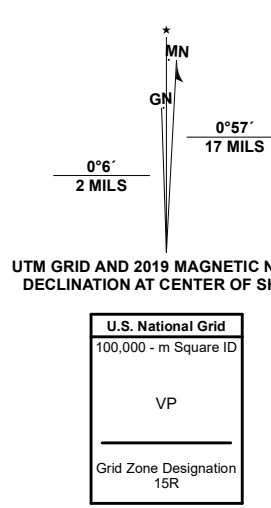 ★
MN
GN
0°57´
17 MILS
0°6´
2 MILS
UTM GRID AND 2019 MAGNETIC
DECLINATION AT CENTER OF
U.S. National Grid
100,000 - m Square ID
VP
Grid Zone Designation
15R